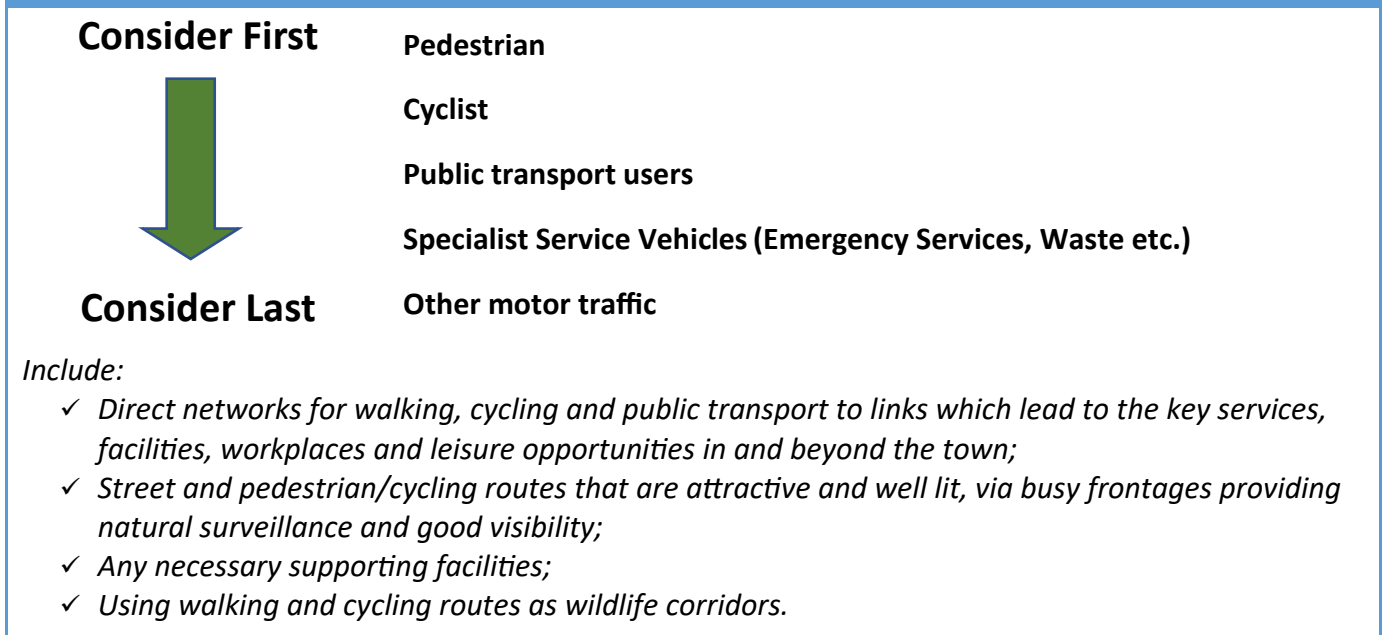 Consider First
Pedestrian
Cyclist
Public transport users
Specialist Service Vehicles (Emergency Services, Waste etc.)
Consider Last
Other motor traffic
Include:
✓ Direct networks for walking, cycling and public transport to links which lead to the key services,
facilities, workplaces and leisure opportunities in and beyond the town;
✓ Street and pedestrian/cycling routes that are attractive and well lit, via busy frontages providing
natural surveillance and good visibility;
✓ Any necessary supporting facilities;
✓ Using walking and cycling routes as wildlife corridors.